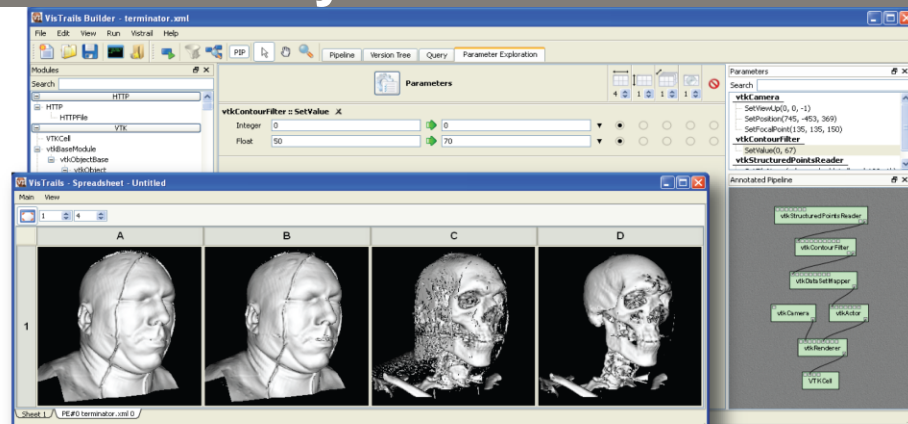 VisTrails Builder - terminator.xml
File Edit View Run Vistrail Help
PIP Pipeline Version Tree Query Parameter Exploration
Modules
Search
HTTP
HTTP
HTTPFile
VTK
VTKCell
vtkBaseModule
vtkObjectBase
vtkObject
Parameters
4 1 1 1
vtkContourFilter :: SetValue X
Integer 0 0
Float 50 70
Parameters
Search
vtkCamera
SetViewUp(0, 0, -1)
SetPosition(745, -453, 369)
SetFocalPoint(135, 135, 150)
vtkContourFilter
SetValue(0, 67)
vtkStructuredPointsReader
Annotated Pipeline
vtkStructuredPointsReader
vtkContourFilter
vtkDataSetMapper
vtkCamera vtkActor
vtkRenderer
VTKCell
VisTrails - Spreadsheet - Untitled
Main View
1 4
A B C D
1
Sheet 1 PE#0 terminator.xml 0